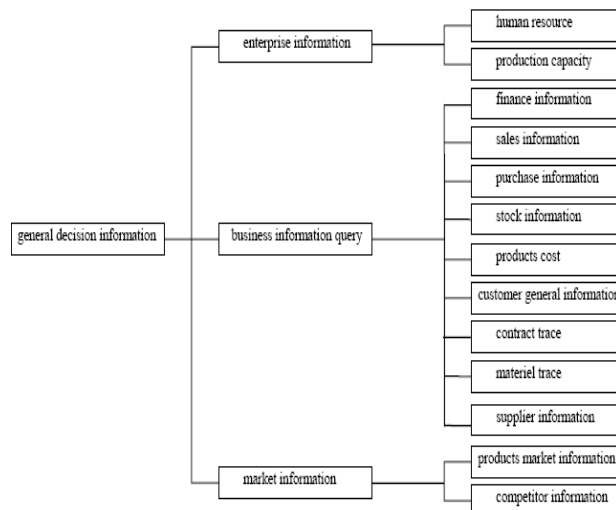 human resource
enterprise information
production capacity
finance information
sales information
purchase information
stock information
general decision information
business information query
products cost
customer general information
contract trace
materiel trace
supplier information
products market information
market information
competitor information